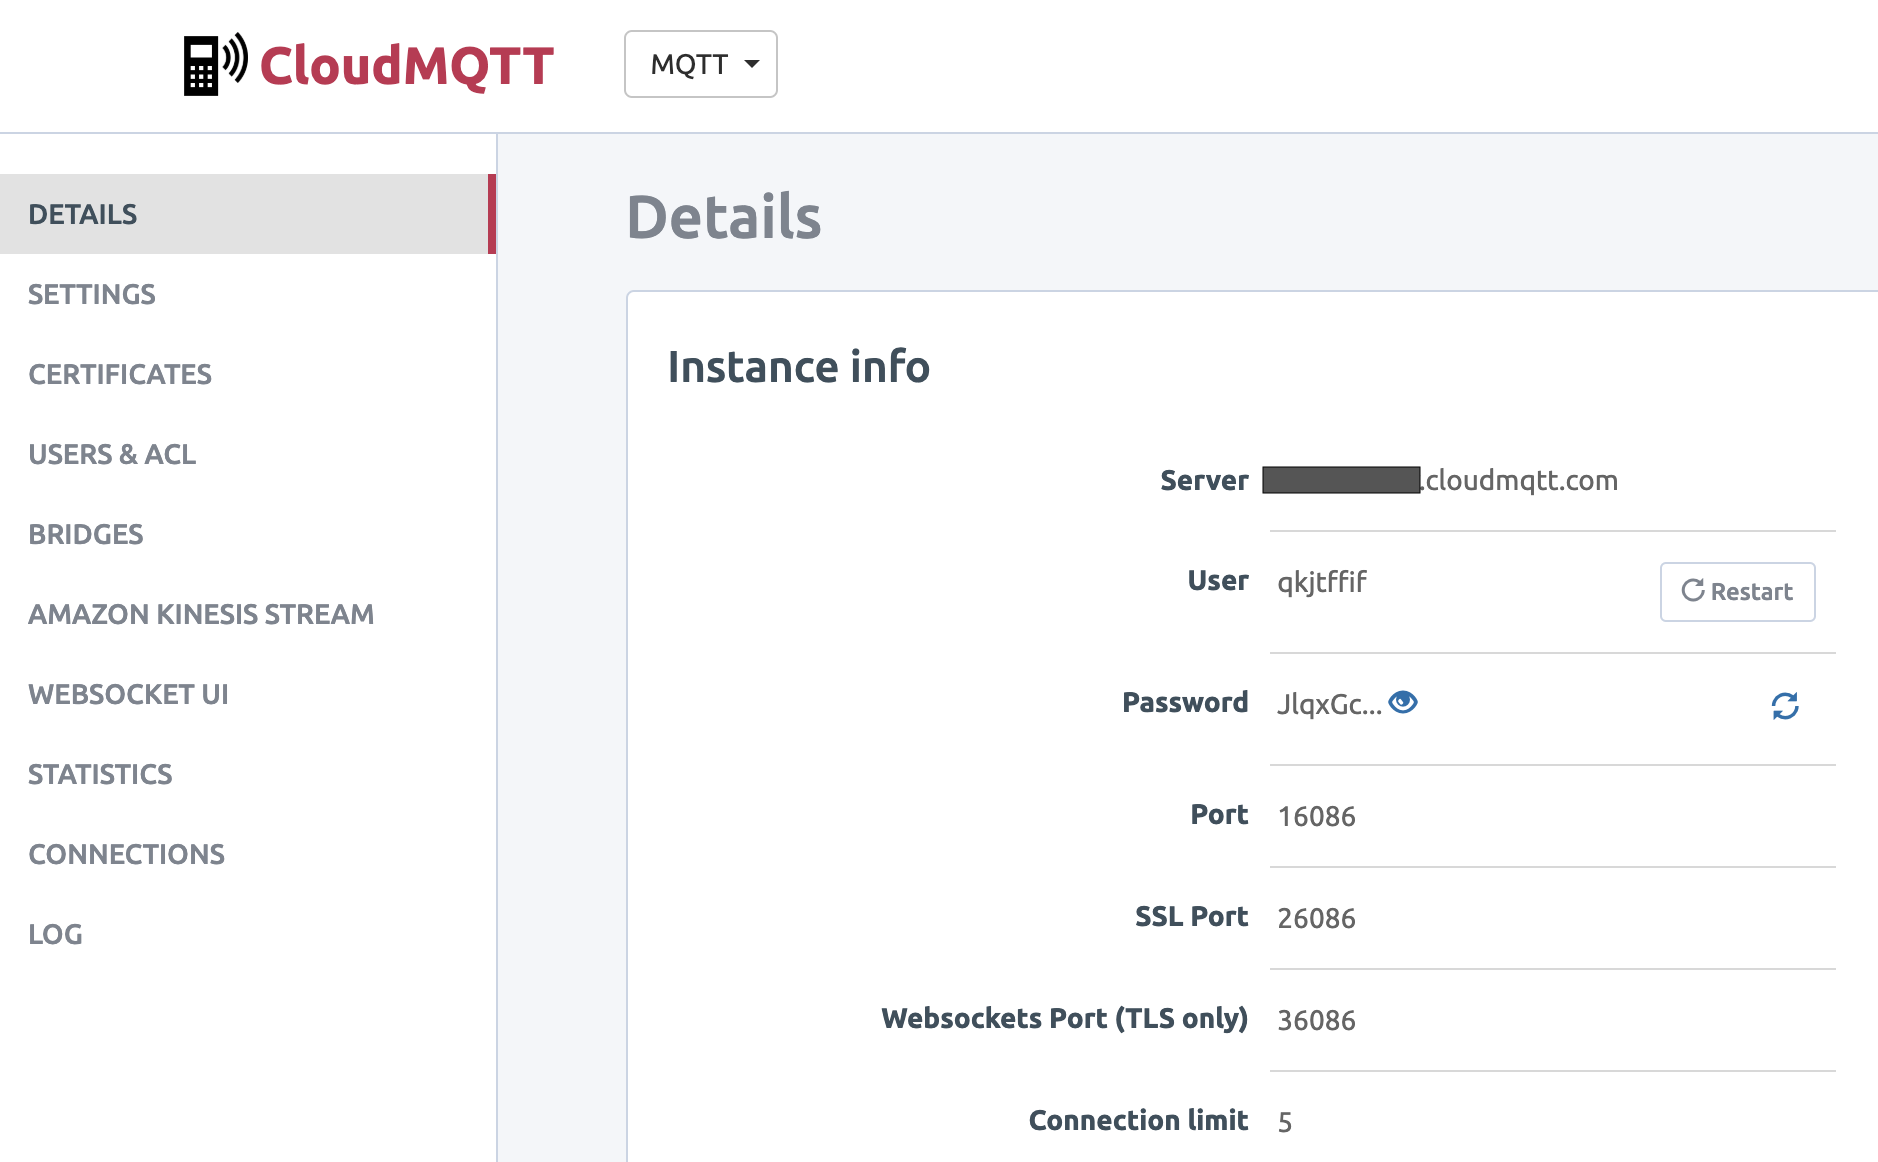 CloudMQTT
MQTT
DETAILS
SETTINGS
CERTIFICATES
USERS & ACL
BRIDGES
AMAZON KINESIS STREAM
WEBSOCKET UI
STATISTICS
CONNECTIONS
LOG
Details
Instance info
Server .cloudmqtt.com
User qkjtffif Restart
Password JlqxGc...
Port 16086
SSL Port 26086
Websockets Port (TLS only) 36086
Connection limit 5